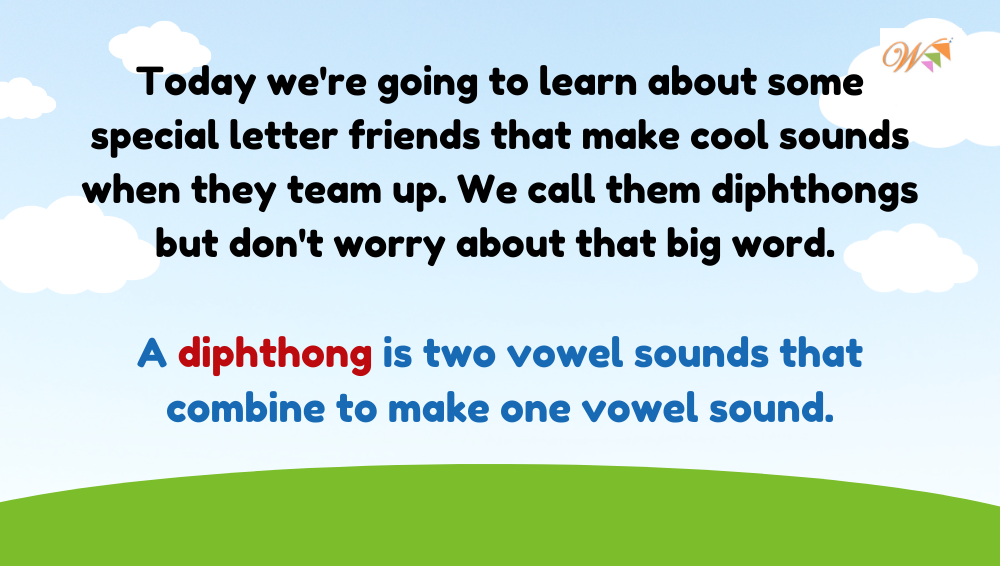 W
Today we're going to learn about some
special letter friends that make cool sounds
when they team up. We call them diphthongs
but don't worry about that big word.
A diphthong is two vowel sounds that
combine to make one vowel sound.